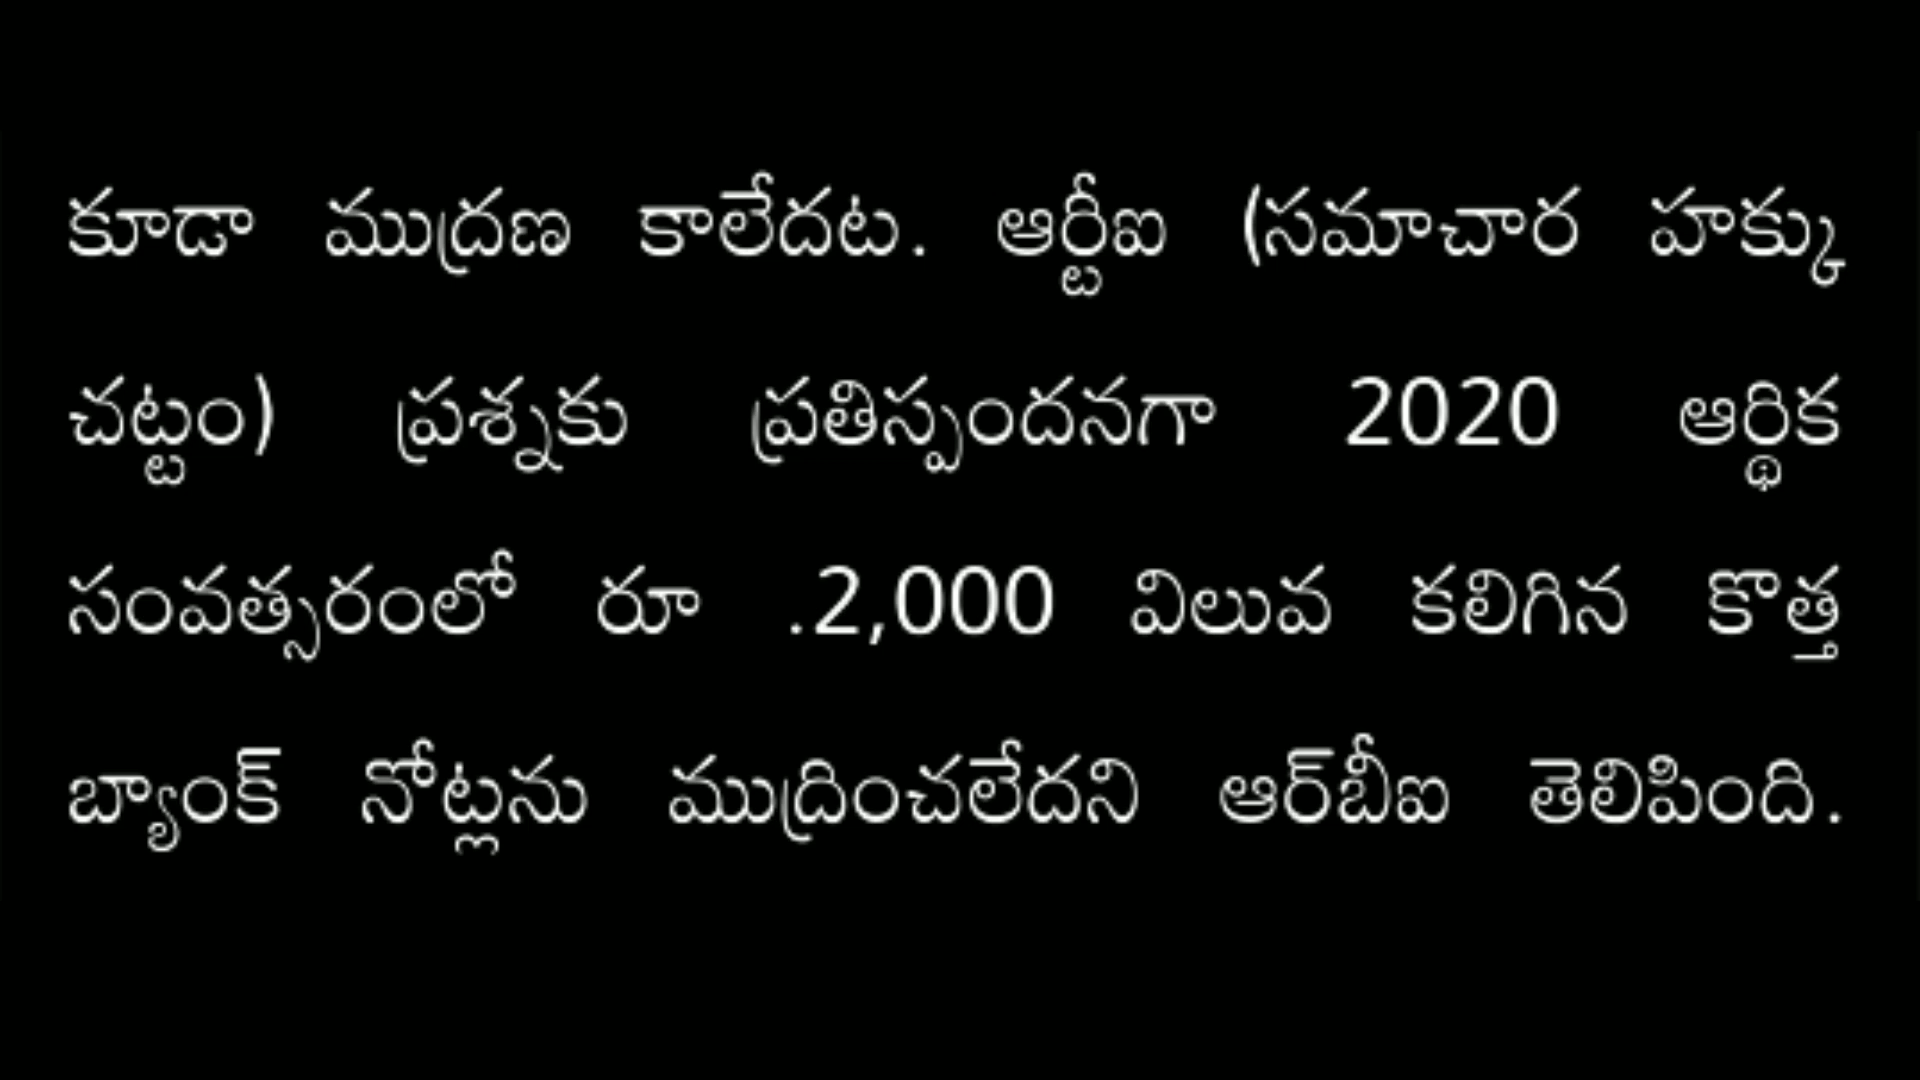 కూడా ముద్రణ కాలేదట. ఆర్టీఐ (సమాచార హక్కు
చట్టం) ప్రశ్నకు ప్రతిస్పందనగా 2020 ఆర్థిక
సంవత్సరంలో రూ .2,000 విలువ కలిగిన కొత్త
బ్యాంక్ నోట్లను ముద్రించలేదని ఆర్‌బీఐ తెలిపింది.